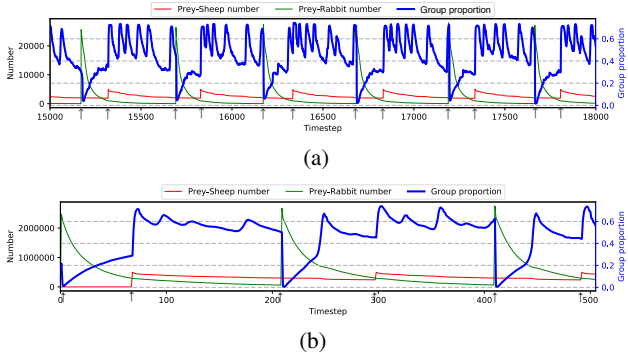 Prey-Sheep number Prey-Rabbit number Group proportion
Number
20000
10000
0
0.6
0.4
0.2
0.0
Group proportion
15000 15500 16000 16500 17000 17500 18000
Timestep
(a)
Prey-Sheep number Prey-Rabbit number Group proportion
Number
2000000
1000000
0
0.6
0.4
0.2
0.0
Group proportion
0 100 200 300 400 500
Timestep
(b)